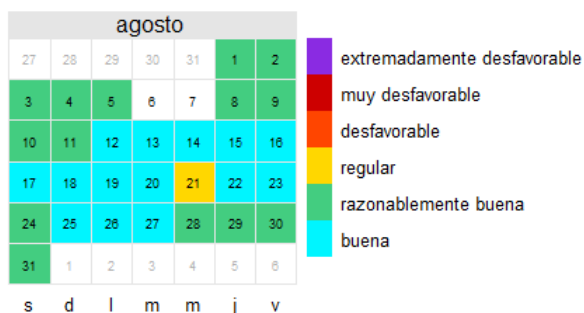 agosto
27 28 29 30 31 1 2
3 4 5 6 7 8 9
10 11 12 13 14 15 16
17 18 19 20 21 22 23
24 25 26 27 28 29 30
31 1 2 3 4 5 6
s d l m m j v
extremadamente desfavorable
muy desfavorable
desfavorable
regular
razonablemente buena
buena